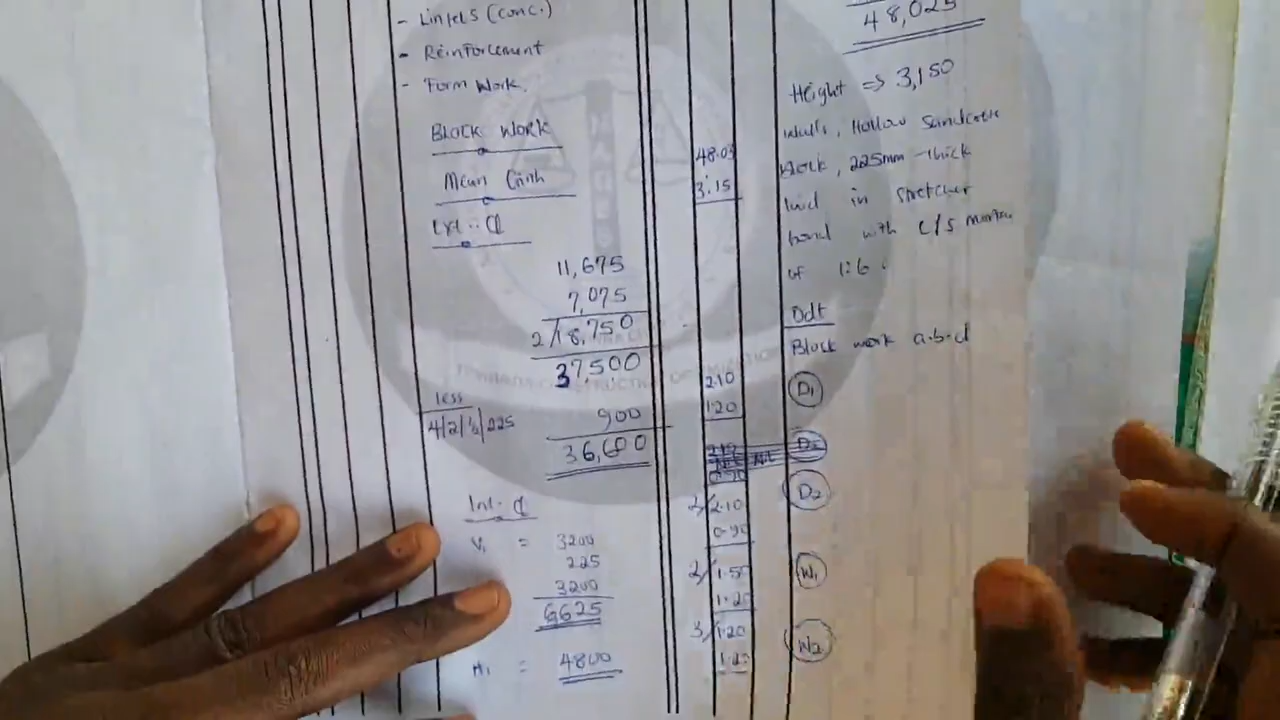 - Lintels (conc.)
- Reinforcement
- Form Work.
BLOCK WORK
Mean Girth
Ext.. CL
11,675
7,075
2/18,750
37500
less
4/2/½/225
900
36,600
Int. CL
V1 = 3200
225
3200
6625
H1 = 4800
48.03
3.15
2.10
1.20
2/2.10
0.90
2/1.50
1.20
3/1.20
1.20
48,025
Height => 3,150
Walls, Hollow Sandcrete
block, 225mm thick
laid in stretcher
bond with C/S mortar
of 1:6.
Ddt
Block work a.b.d
D1
D2
D2
W1
W2